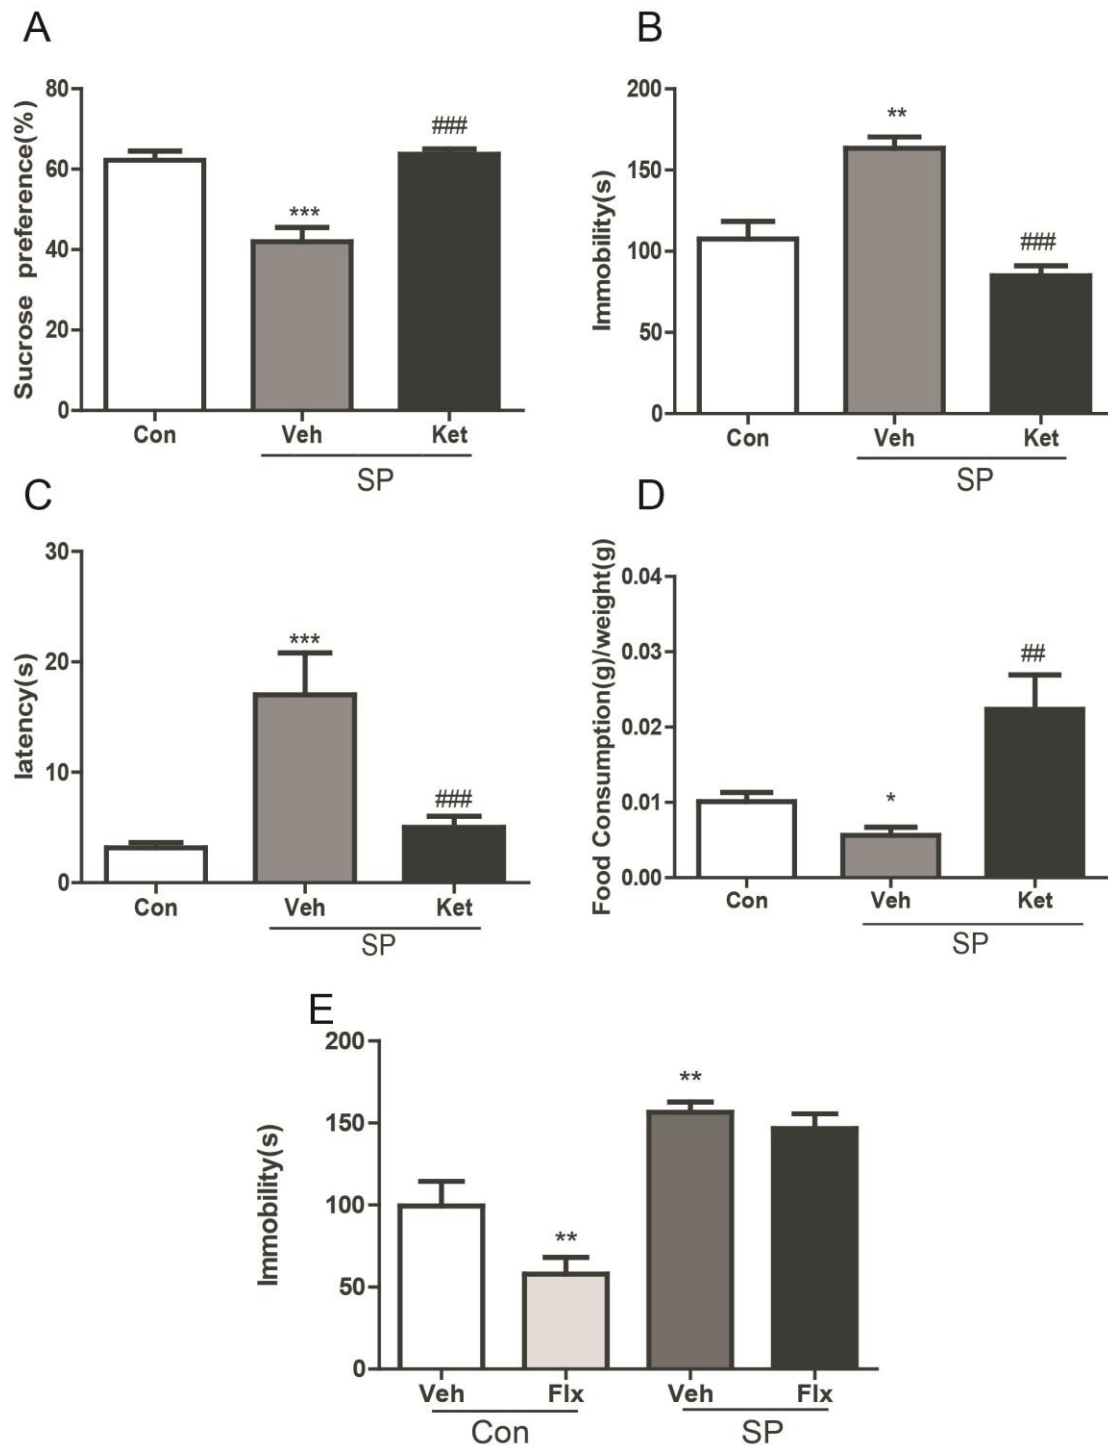 A
Sucrose preference(%)
80
60
40
20
0
***
###
Con Veh Ket
SP
B
Immobility(s)
200
150
100
50
0
**
###
Con Veh Ket
SP
C
latency(s)
30
20
10
0
***
###
Con Veh Ket
SP
D
Food Consumption(g)/weight(g)
0.04
0.03
0.02
0.01
0.00
*
##
Con Veh Ket
SP
E
Immobility(s)
200
150
100
50
0
**
**
Veh Flx Veh Flx
Con SP